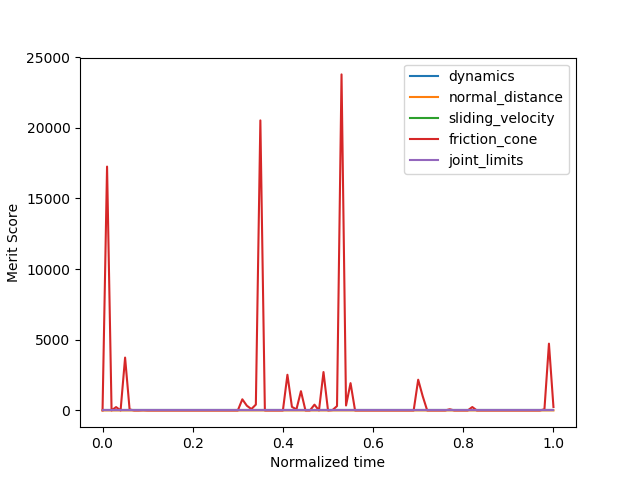 25000
20000
15000
10000
5000
0
Merit Score
0.0 0.2 0.4 0.6 0.8 1.0
Normalized time
dynamics
normal_distance
sliding_velocity
friction_cone
joint_limits